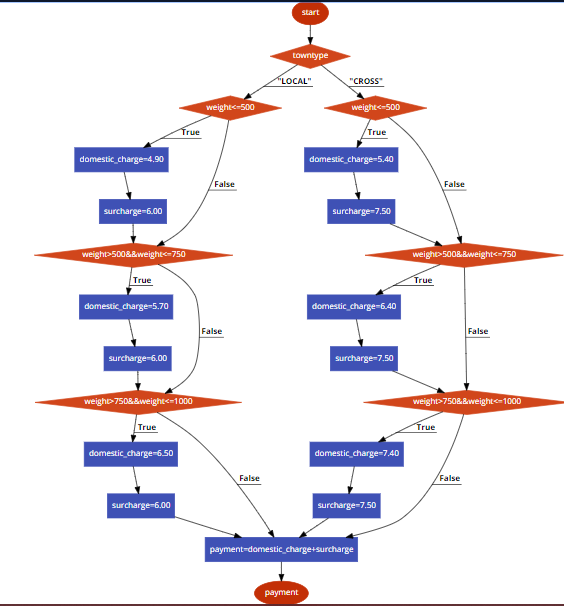 start
towntype
"LOCAL"
"CROSS"
weight<=500
weight<=500
True
True
domestic_charge=4.90
domestic_charge=5.40
False
False
surcharge=6.00
surcharge=7.50
weight>500&&weight<=750
weight>500&&weight<=750
True
True
domestic_charge=5.70
domestic_charge=6.40
False
False
surcharge=6.00
surcharge=7.50
weight>750&&weight<=1000
weight>750&&weight<=1000
True
True
domestic_charge=6.50
domestic_charge=7.40
False
False
surcharge=6.00
surcharge=7.50
payment=domestic_charge+surcharge
payment